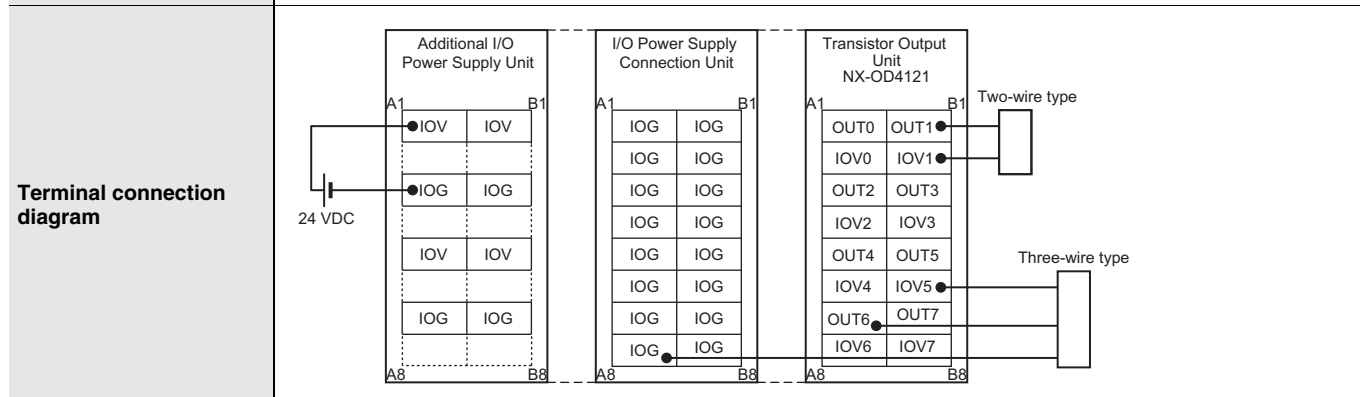 Terminal connection
diagram
Additional I/O
Power Supply Unit
A1 B1
IOV IOV
IOG IOG
IOV IOV
IOG IOG
A8 B8
24 VDC
I/O Power Supply
Connection Unit
A1 B1
IOG IOG
IOG IOG
IOG IOG
IOG IOG
IOG IOG
IOG IOG
IOG IOG
IOG IOG
A8 B8
Transistor Output
Unit
NX-OD4121
A1 B1
OUT0 OUT1
IOV0 IOV1
OUT2 OUT3
IOV2 IOV3
OUT4 OUT5
IOV4 IOV5
OUT6 OUT7
IOV6 IOV7
A8 B8
Two-wire type
Three-wire type